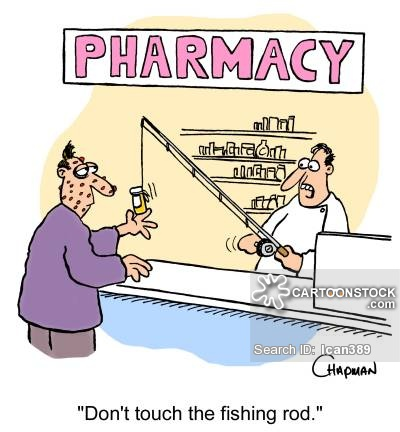 PHARMACY
CARTOONSTOCK
.com
Search ID: lcan389
CHAPMAN
"Don't touch the fishing rod."